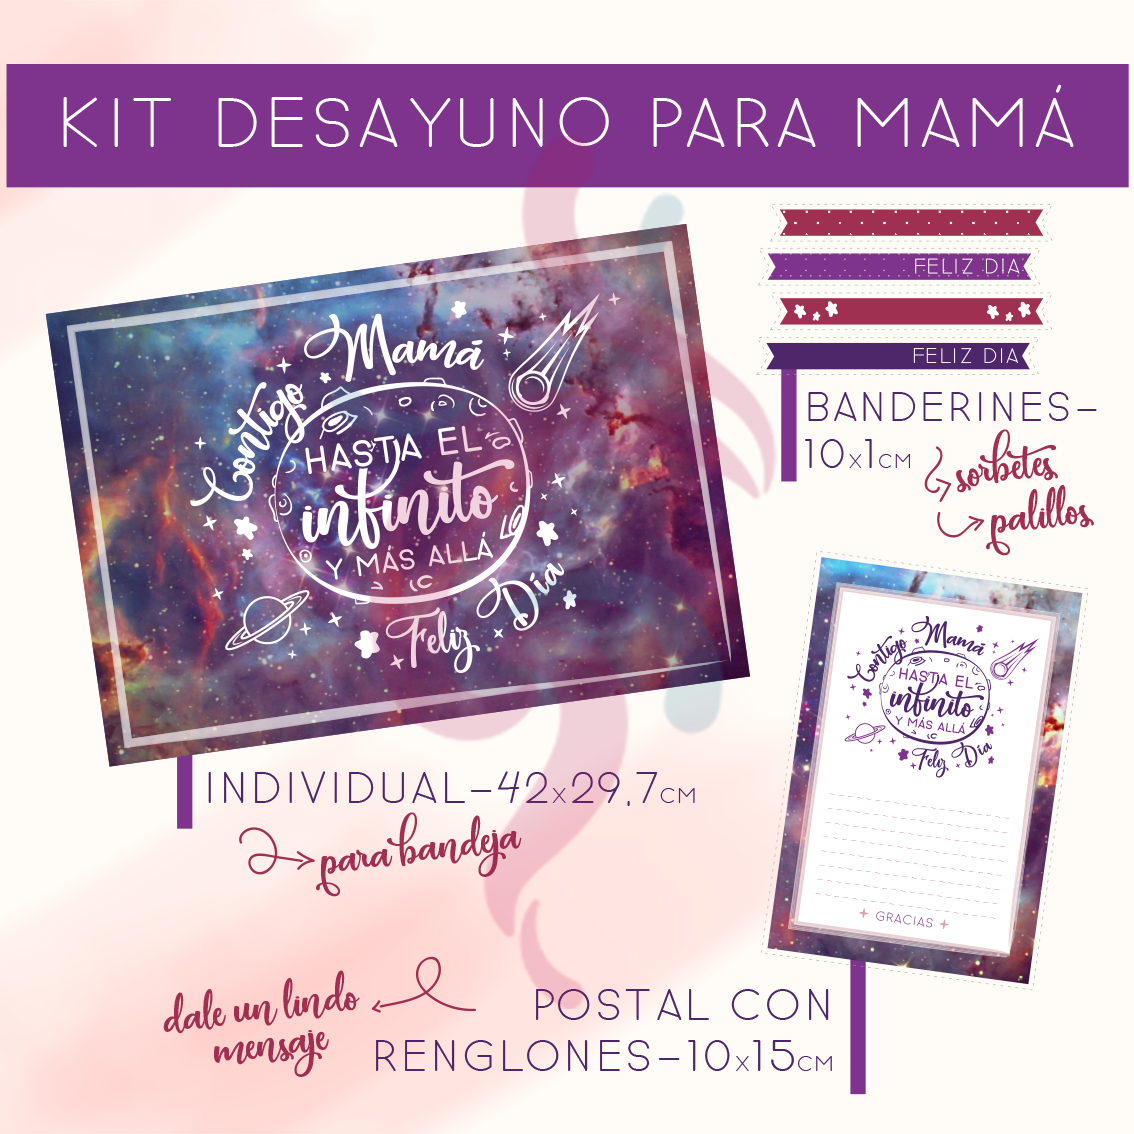 KIT DESAYUNO PARA MAMÁ
FELIZ DIA
FELIZ DIA
BANDERINES-
10x1CM
sorbetes
palillos
Contigo Mamá
HASTA EL
infinito
Y MÁS ALLÁ
Feliz Día
INDIVIDUAL-42x29,7CM
para bandeja
Contigo Mamá
HASTA EL
infinito
Y MÁS ALLÁ
Feliz Día
GRACIAS
dale un lindo
mensaje
POSTAL CON
RENGLONES-10x15CM